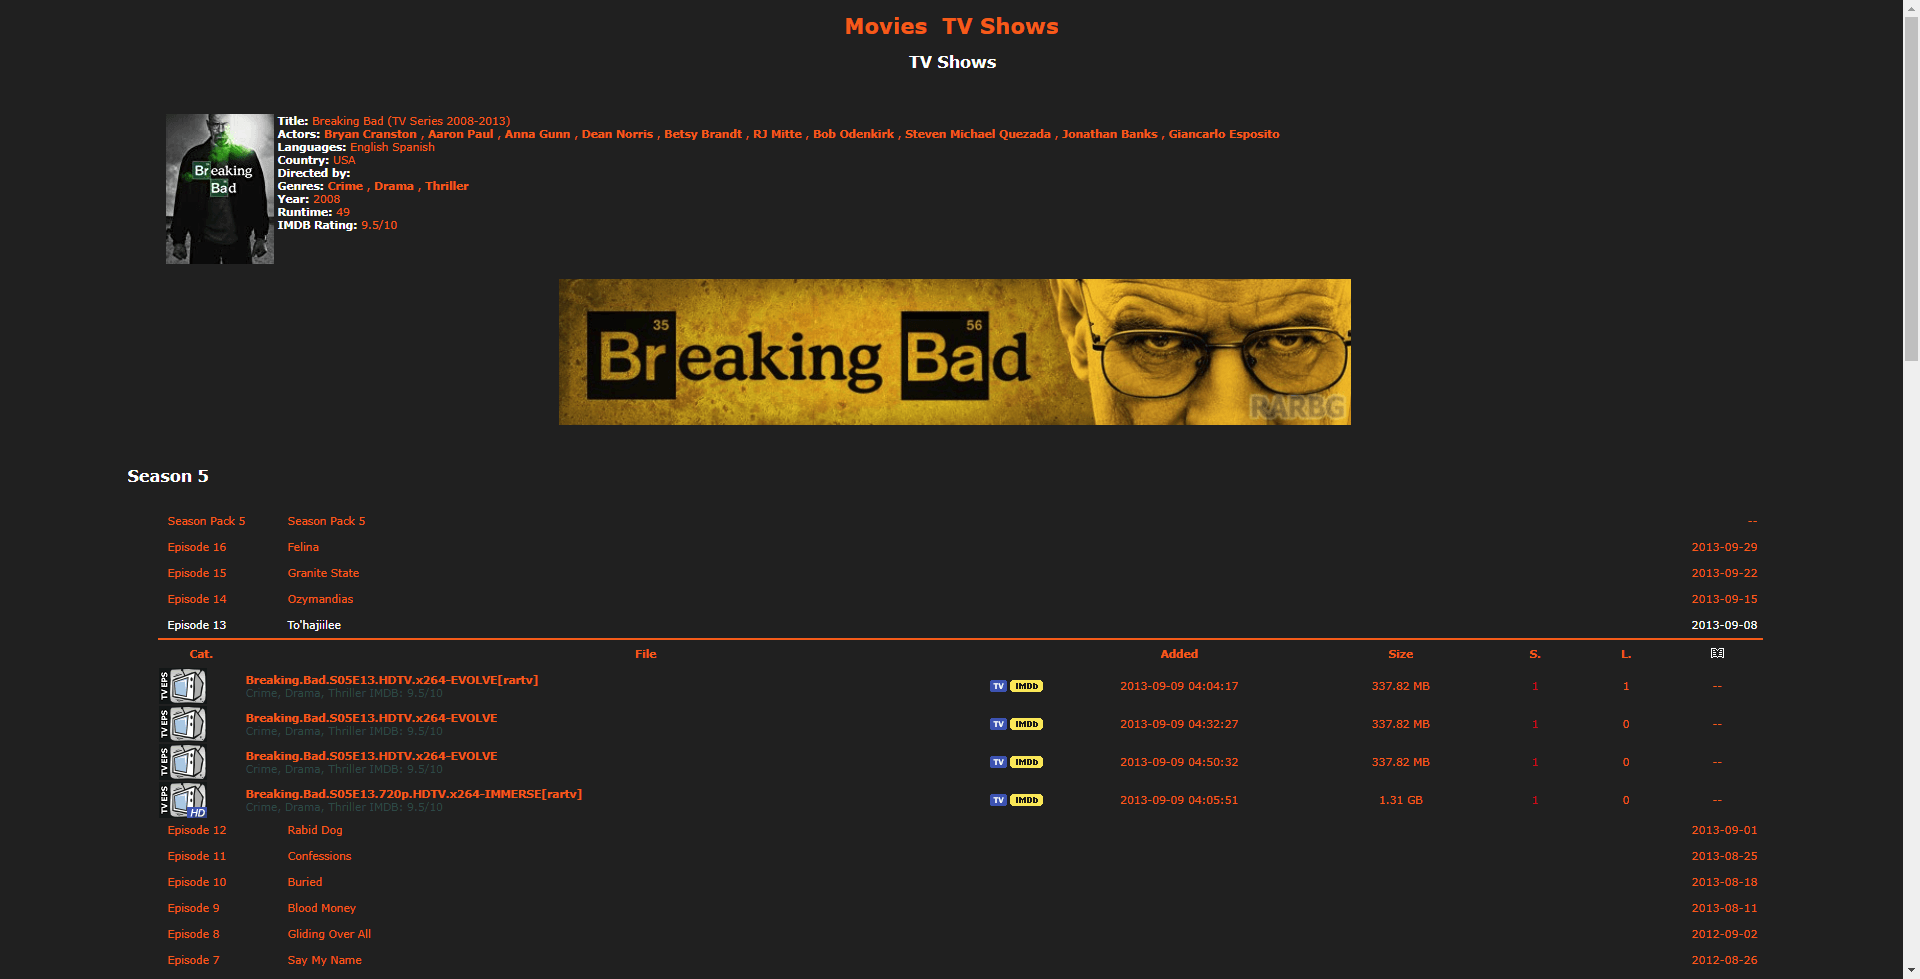 Movies TV Shows
TV Shows
Breaking
Bad
Title: Breaking Bad (TV Series 2008-2013)
Actors: Bryan Cranston , Aaron Paul , Anna Gunn , Dean Norris , Betsy Brandt , RJ Mitte , Bob Odenkirk , Steven Michael Quezada , Jonathan Banks , Giancarlo Esposito
Languages: English Spanish
Country: USA
Directed by:
Genres: Crime , Drama , Thriller
Year: 2008
Runtime: 49
IMDB Rating: 9.5/10
35 56
Breaking Bad
RARBG
Season 5
Season Pack 5 Season Pack 5 --
Episode 16 Felina 2013-09-29
Episode 15 Granite State 2013-09-22
Episode 14 Ozymandias 2013-09-15
Episode 13 To'hajiilee 2013-09-08
Cat. File Added Size S. L.
TV EPS Breaking.Bad.S05E13.HDTV.x264-EVOLVE[rartv] TV IMDb 2013-09-09 04:04:17 337.82 MB 1 1 --
Crime, Drama, Thriller IMDB: 9.5/10
TV EPS Breaking.Bad.S05E13.HDTV.x264-EVOLVE TV IMDb 2013-09-09 04:32:27 337.82 MB 1 0 --
Crime, Drama, Thriller IMDB: 9.5/10
TV EPS Breaking.Bad.S05E13.HDTV.x264-EVOLVE TV IMDb 2013-09-09 04:50:32 337.82 MB 1 0 --
Crime, Drama, Thriller IMDB: 9.5/10
TV EPS HD Breaking.Bad.S05E13.720p.HDTV.x264-IMMERSE[rartv] TV IMDb 2013-09-09 04:05:51 1.31 GB 1 0 --
Crime, Drama, Thriller IMDB: 9.5/10
Episode 12 Rabid Dog 2013-09-01
Episode 11 Confessions 2013-08-25
Episode 10 Buried 2013-08-18
Episode 9 Blood Money 2013-08-11
Episode 8 Gliding Over All 2012-09-02
Episode 7 Say My Name 2012-08-26